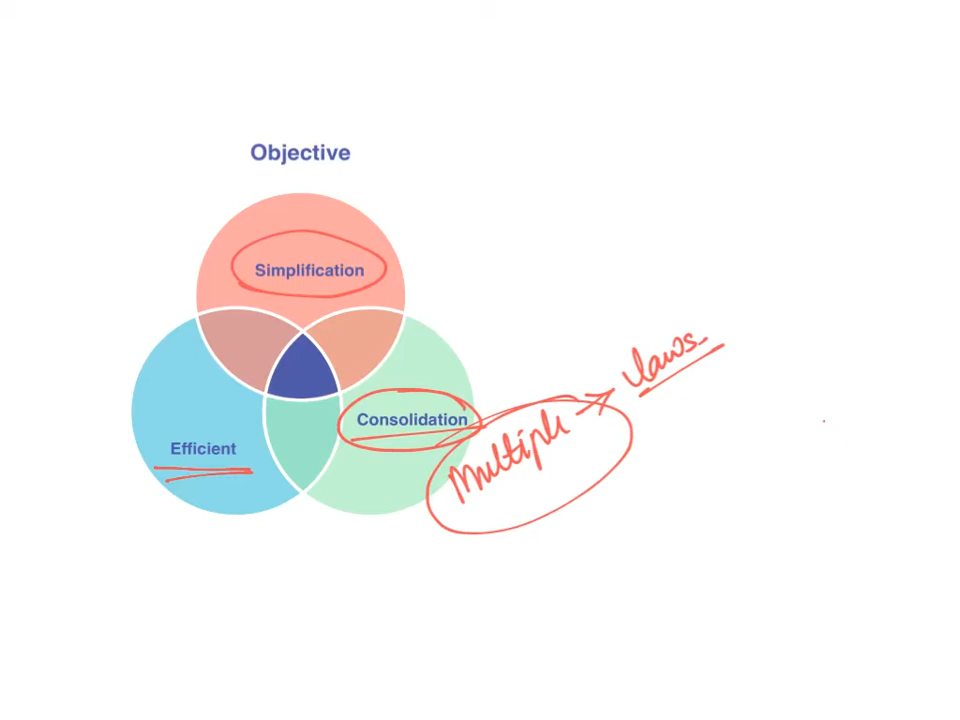 Objective
Simplification
Consolidation
Efficient
Multiple → laws